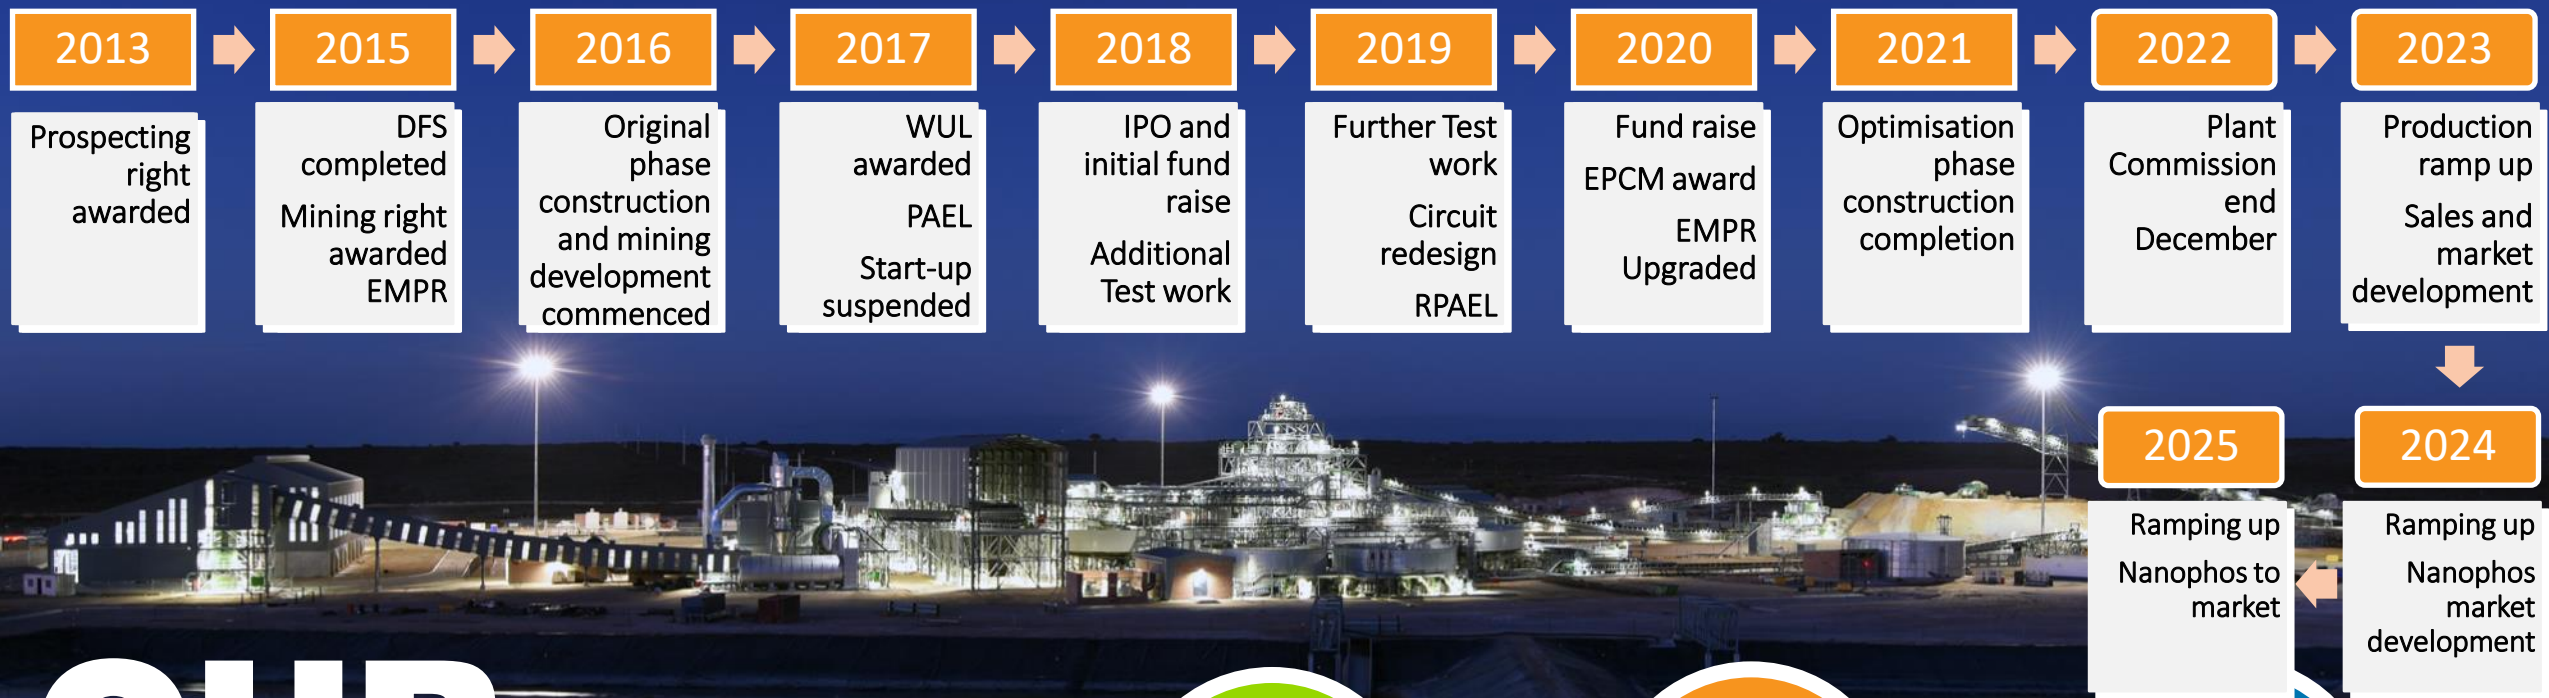 2013
2015
2016
2017
2018
2019
2020
2021
2022
2023
Prospecting
right
awarded
DFS
completed
Mining right
awarded
EMPR
Original
phase
construction
and mining
development
commenced
WUL
awarded
PAEL
Start-up
suspended
IPO and
initial fund
raise
Additional
Test work
Further Test
work
Circuit
redesign
RPAEL
Fund raise
EPCM award
EMPR
Upgraded
Optimisation
phase
construction
completion
Plant
Commission
end
December
Production
ramp up
Sales and
market
development
2025
2024
Ramping up
Nanophos to
market
Ramping up
Nanophos
market
development